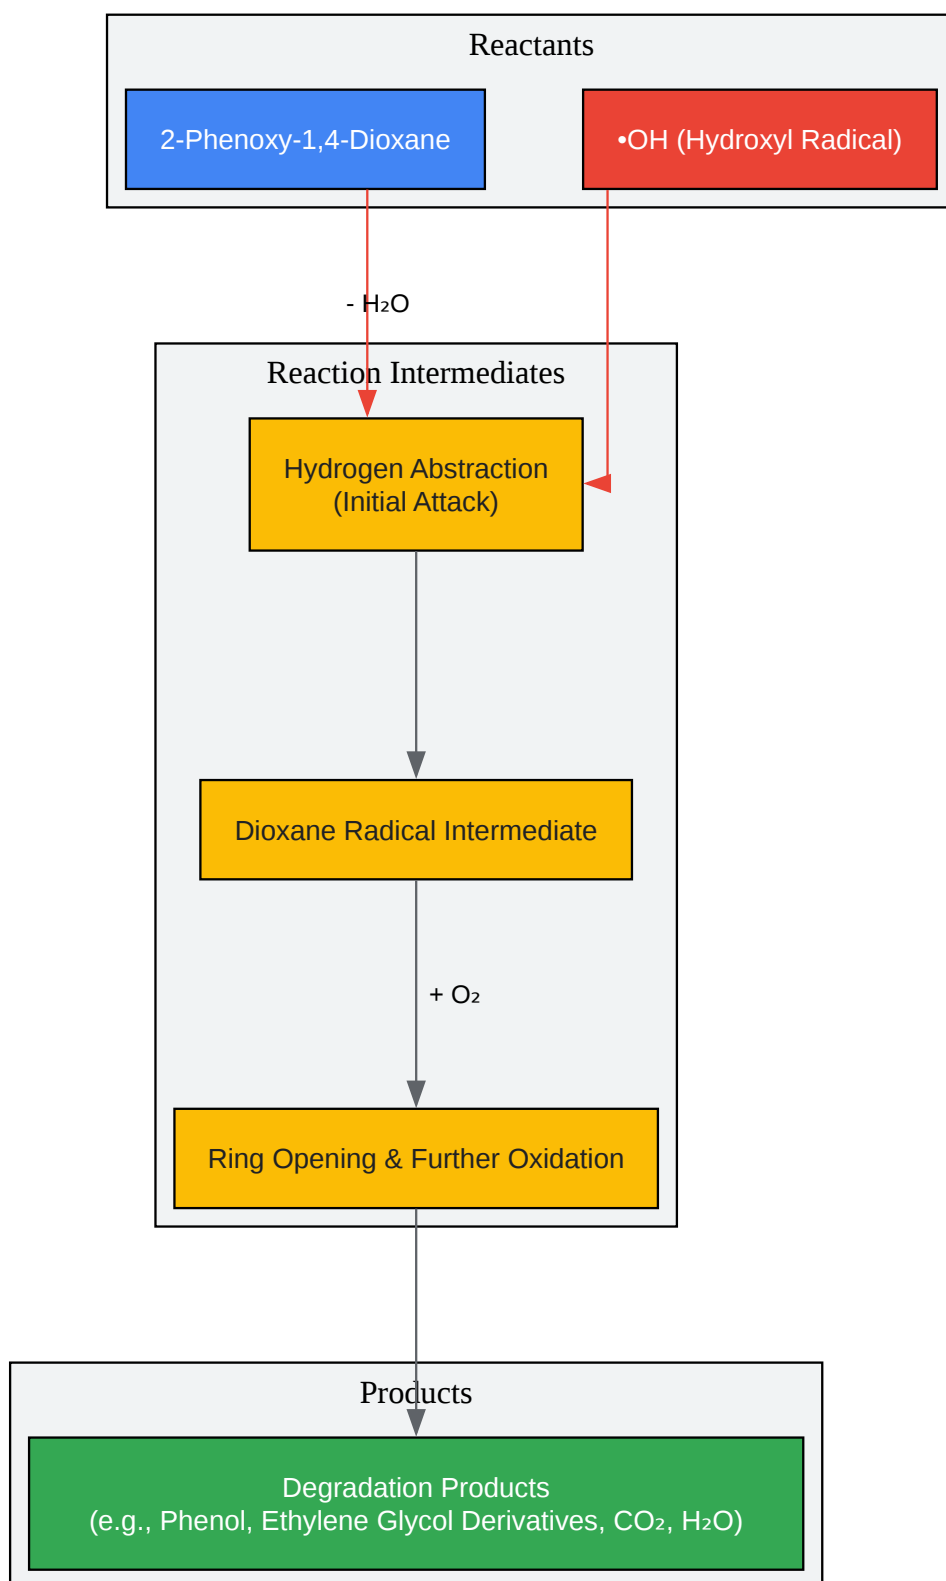 Reactants
2-Phenoxy-1,4-Dioxane
•OH (Hydroxyl Radical)
- H₂O
Reaction Intermediates
Hydrogen Abstraction
(Initial Attack)
Dioxane Radical Intermediate
+ O₂
Ring Opening & Further Oxidation
Products
Degradation Products
(e.g., Phenol, Ethylene Glycol Derivatives, CO₂, H₂O)